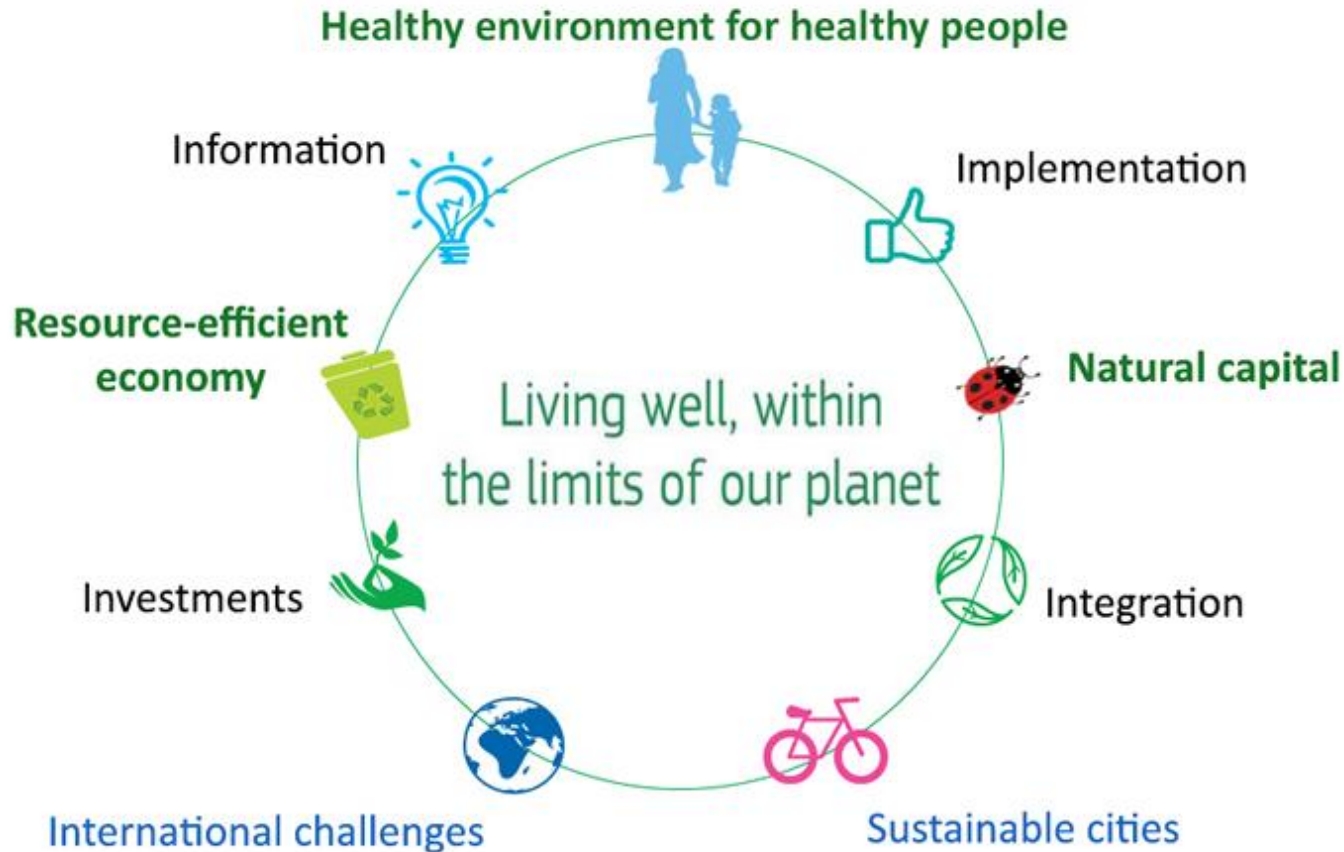 Healthy environment for healthy people
Information
Implementation
Resource-efficient
economy
Natural capital
Living well, within
the limits of our planet
Investments
Integration
International challenges
Sustainable cities